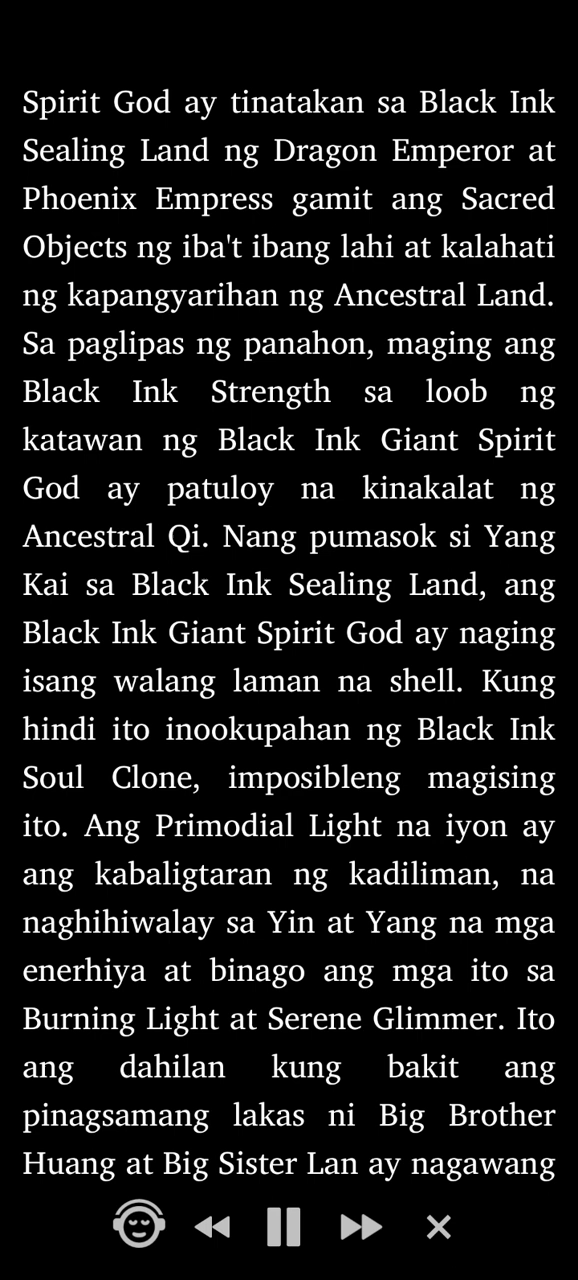 Spirit God ay tinatakan sa Black Ink
Sealing Land ng Dragon Emperor at
Phoenix Empress gamit ang Sacred
Objects ng iba't ibang lahi at kalahati
ng kapangyarihan ng Ancestral Land.
Sa paglipas ng panahon, maging ang
Black Ink Strength sa loob ng
katawan ng Black Ink Giant Spirit
God ay patuloy na kinakalat ng
Ancestral Qi. Nang pumasok si Yang
Kai sa Black Ink Sealing Land, ang
Black Ink Giant Spirit God ay naging
isang walang laman na shell. Kung
hindi ito inookupahan ng Black Ink
Soul Clone, imposibleng magising
ito. Ang Primodial Light na iyon ay
ang kabaligtaran ng kadiliman, na
naghihiwalay sa Yin at Yang na mga
enerhiya at binago ang mga ito sa
Burning Light at Serene Glimmer. Ito
ang dahilan kung bakit ang
pinagsamang lakas ni Big Brother
Huang at Big Sister Lan ay nagawang